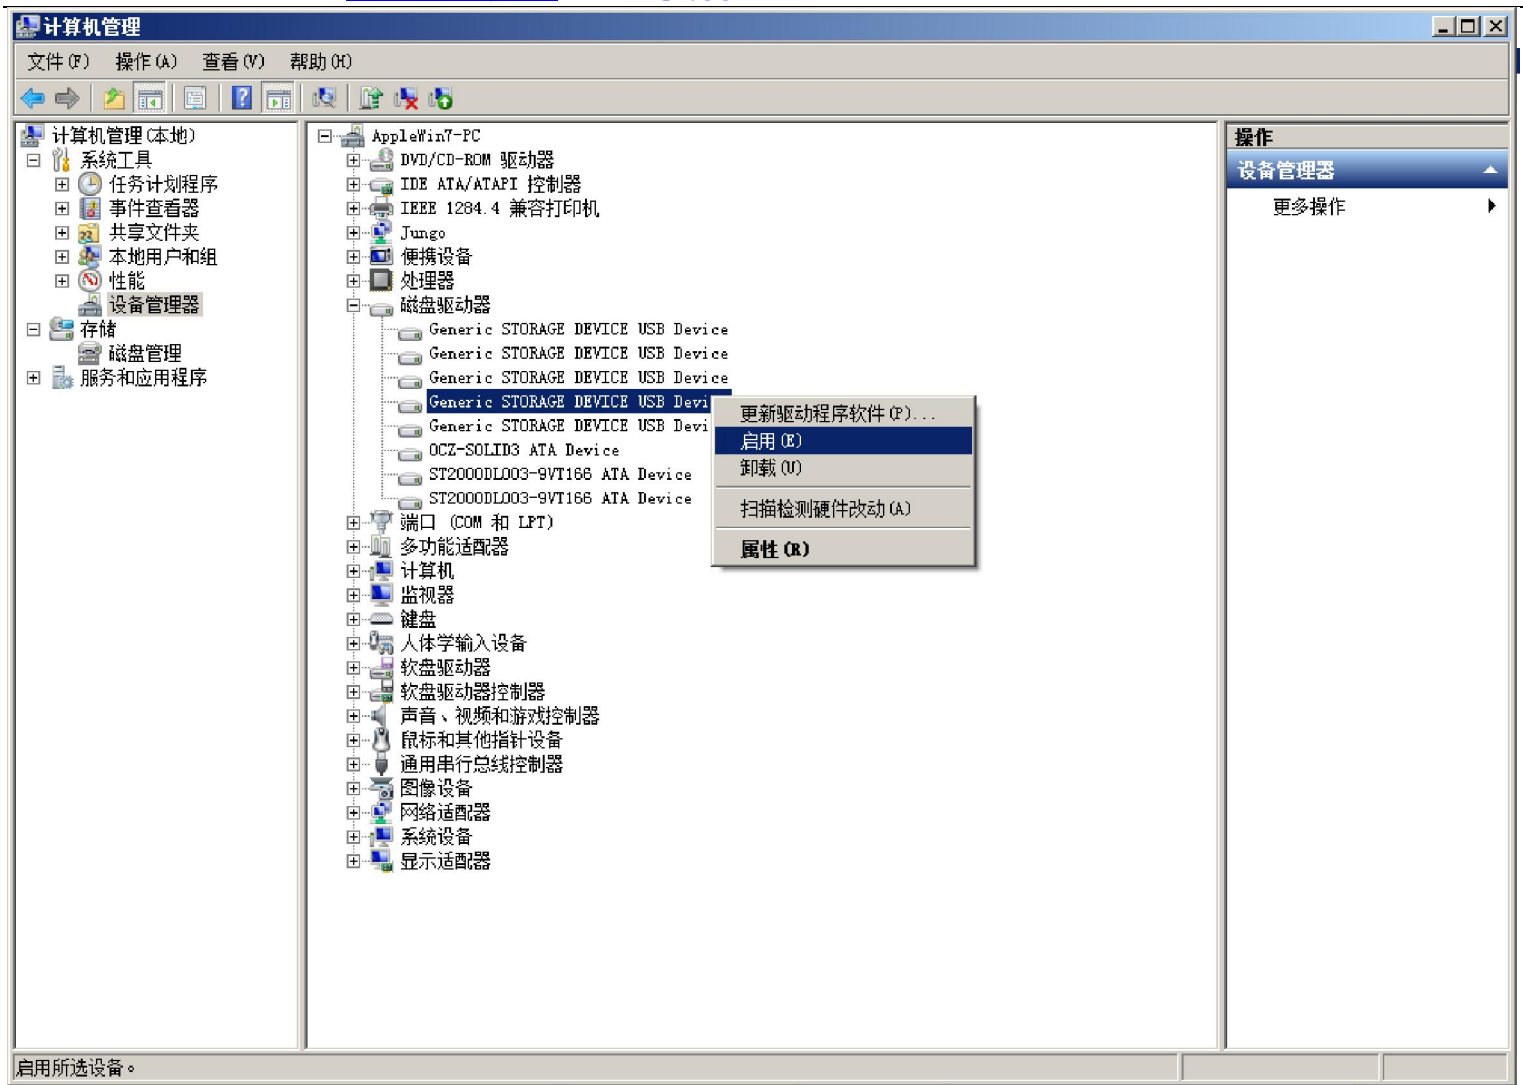 计算机管理
文件(F) 操作(A) 查看(V) 帮助(H)
计算机管理(本地)
系统工具
任务计划程序
事件查看器
共享文件夹
本地用户和组
性能
设备管理器
存储
磁盘管理
服务和应用程序
AppleWin7-PC
DVD/CD-ROM 驱动器
IDE ATA/ATAPI 控制器
IEEE 1284.4 兼容打印机
Jungo
便携设备
处理器
磁盘驱动器
Generic STORAGE DEVICE USB Device
Generic STORAGE DEVICE USB Device
Generic STORAGE DEVICE USB Device
Generic STORAGE DEVICE USB Devi
Generic STORAGE DEVICE USB Devi
OCZ-SOLID3 ATA Device
ST2000DL003-9VT166 ATA Device
ST2000DL003-9VT166 ATA Device
端口 (COM 和 LPT)
多功能适配器
计算机
监视器
键盘
人体学输入设备
软盘驱动器
软盘驱动器控制器
声音、视频和游戏控制器
鼠标和其他指针设备
通用串行总线控制器
图像设备
网络适配器
系统设备
显示适配器
更新驱动程序软件(P)...
启用(E)
卸载(U)
扫描检测硬件改动(A)
属性(R)
操作
设备管理器
更多操作
启用所选设备。